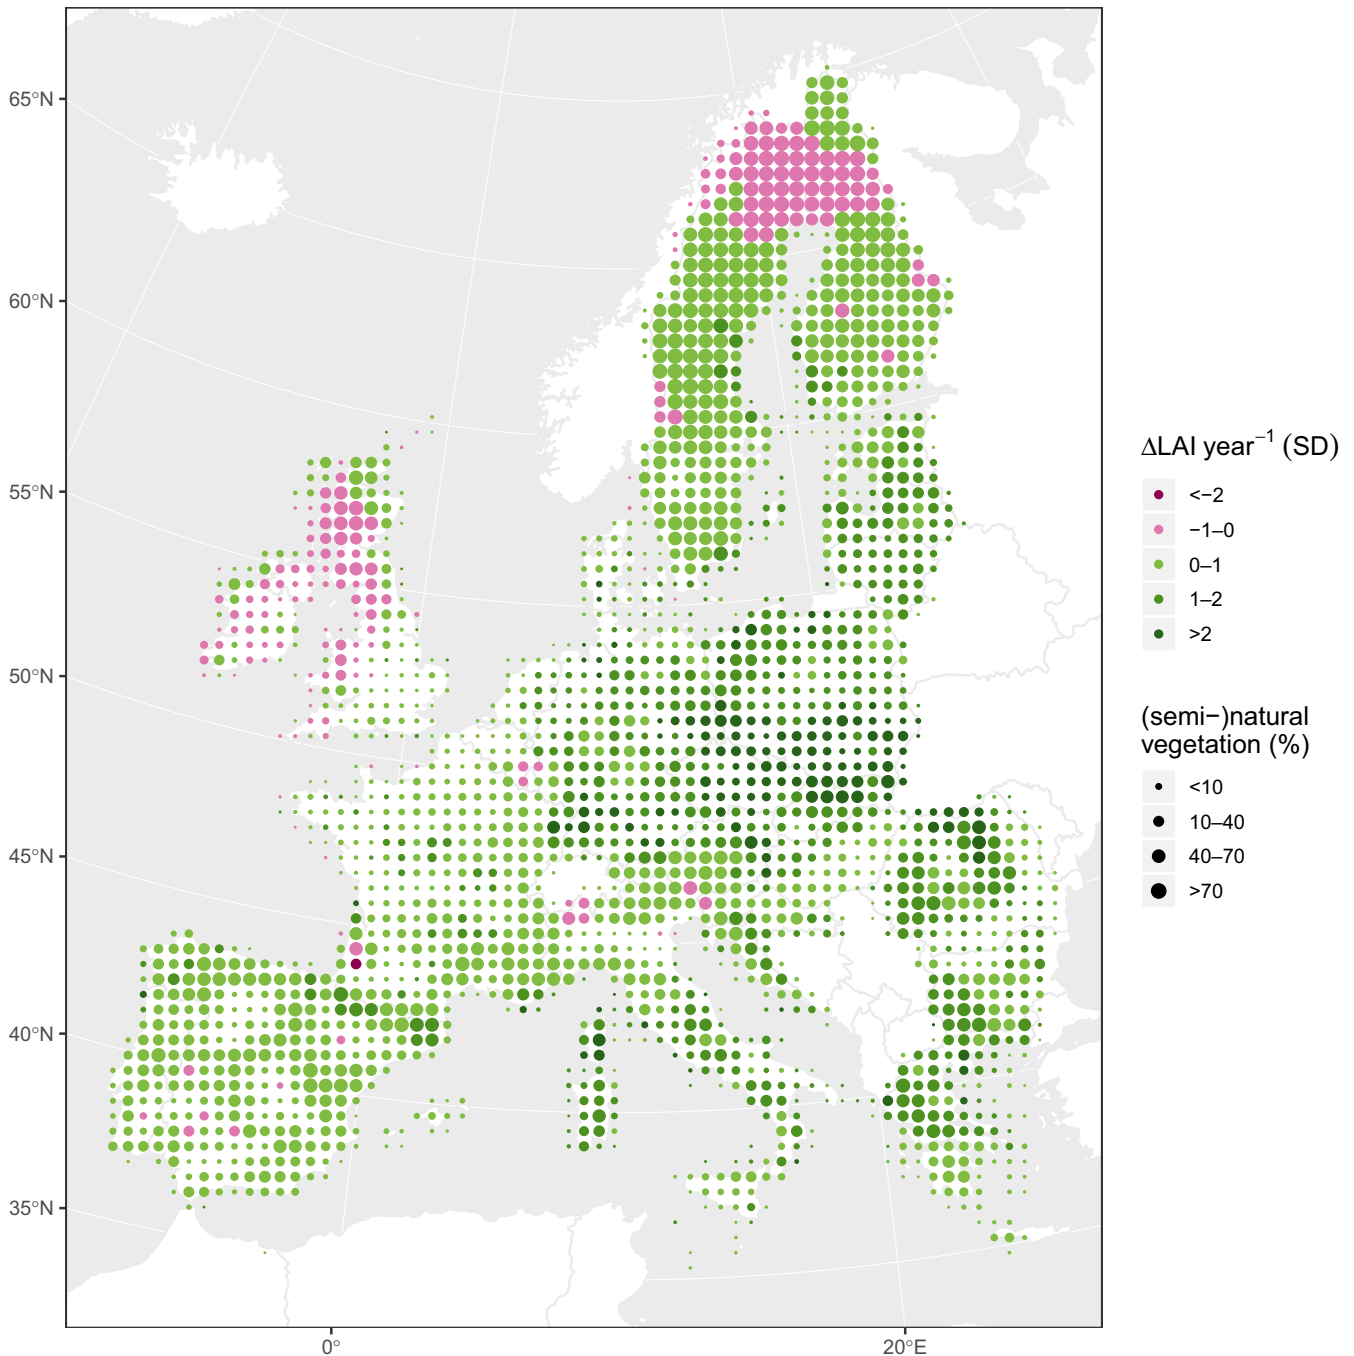 65°N
60°N
55°N
50°N
45°N
40°N
35°N
0°
20°E
ΔLAI year⁻¹ (SD)
<−2
−1–0
0–1
1–2
>2
(semi−)natural
vegetation (%)
<10
10–40
40–70
>70